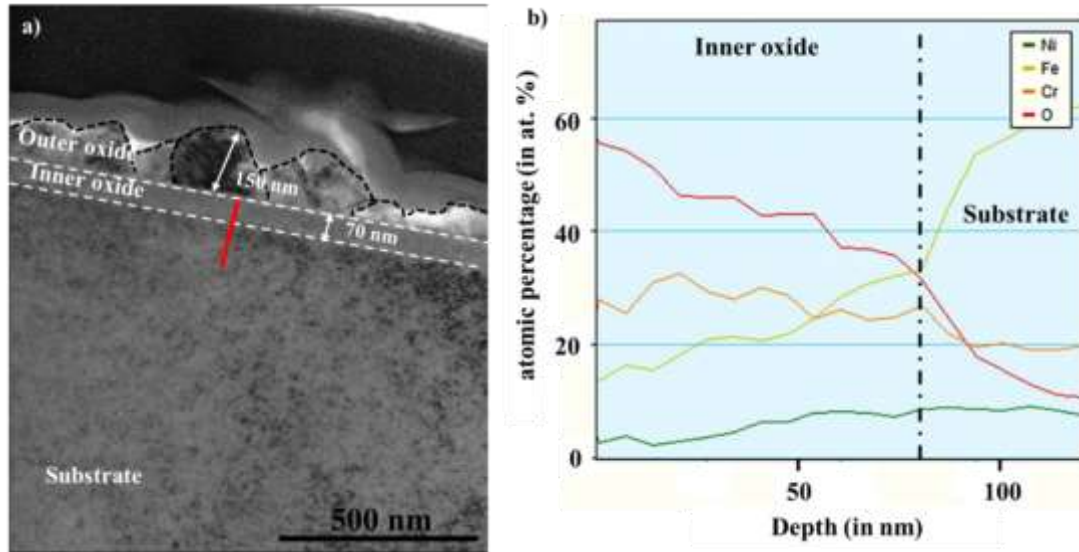 a)
Outer oxide
Inner oxide
150 nm
70 nm
Substrate
500 nm
b)
Inner oxide
Ni
Fe
Cr
O
Substrate
atomic percentage (in at. %)
60
40
20
0
50
100
Depth (in nm)